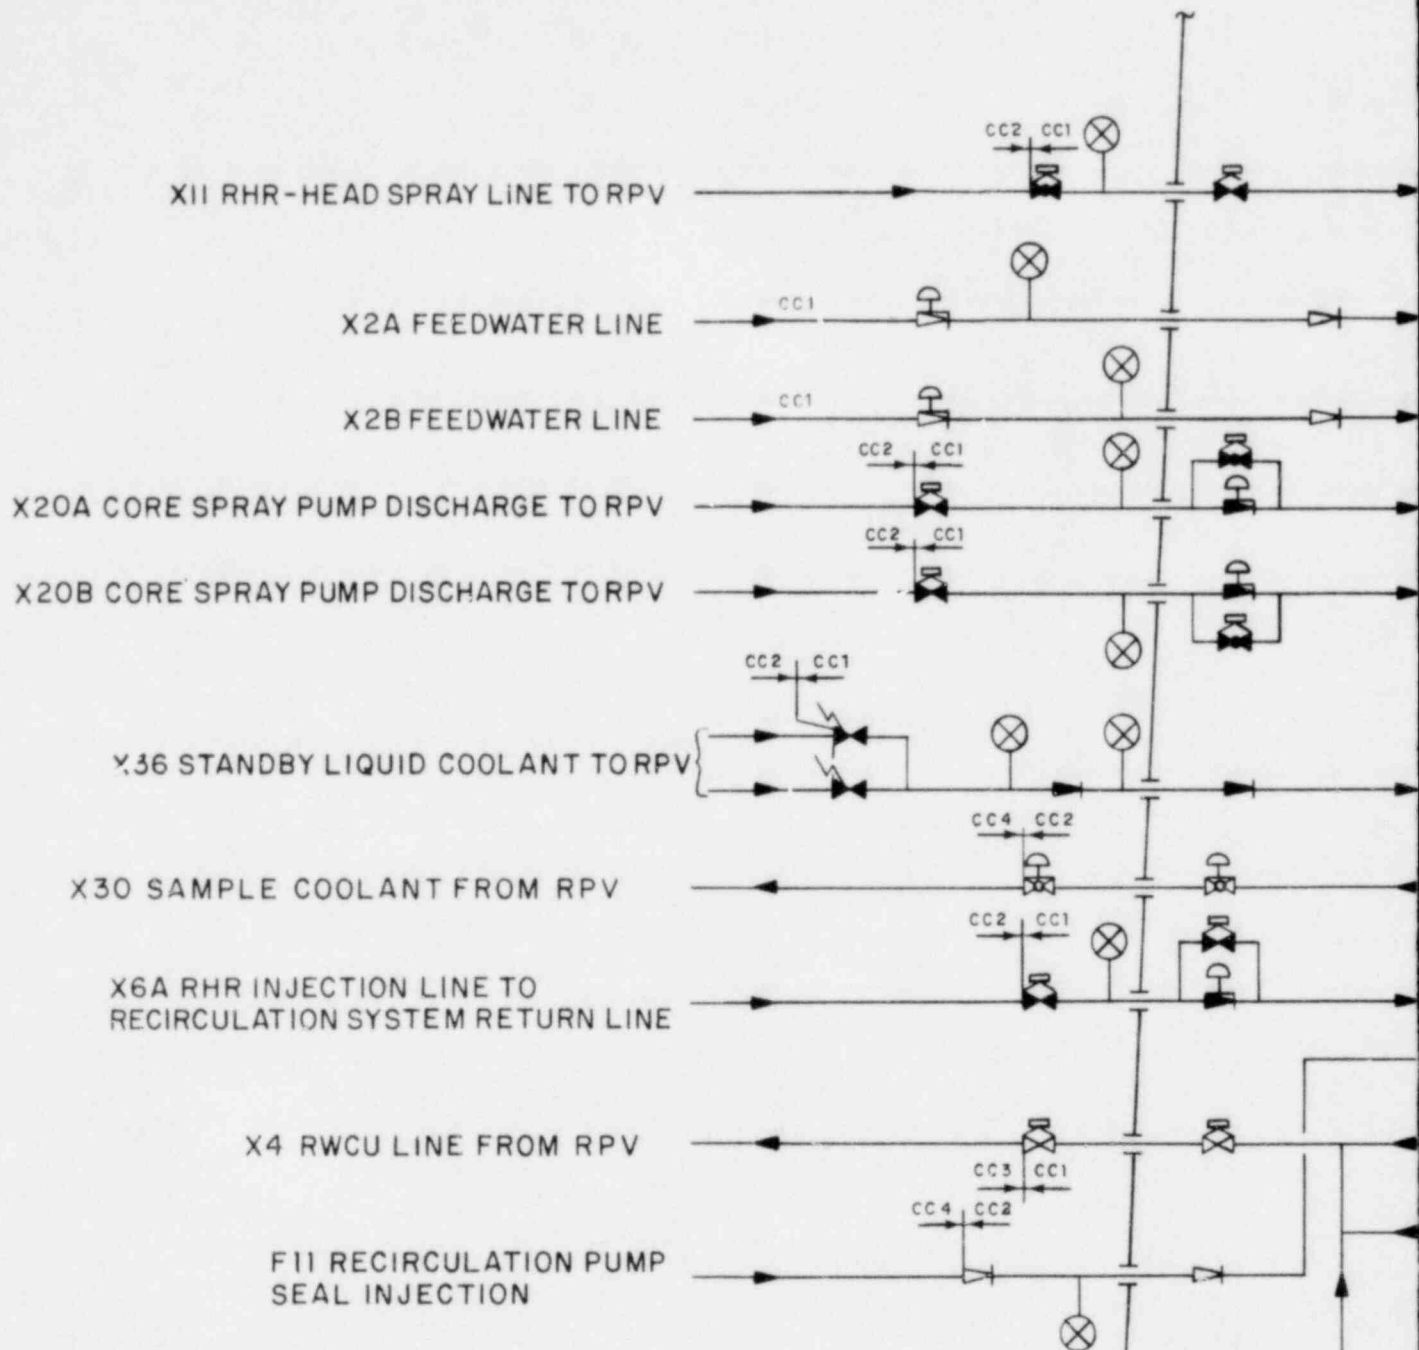 CC2 CC1
X11 RHR-HEAD SPRAY LINE TO RPV
CC1
X2A FEEDWATER LINE
CC1
X2B FEEDWATER LINE
CC2 CC1
X20A CORE SPRAY PUMP DISCHARGE TO RPV
CC2 CC1
X20B CORE SPRAY PUMP DISCHARGE TO RPV
CC2 CC1
X36 STANDBY LIQUID COOLANT TO RPV
CC4 CC2
X30 SAMPLE COOLANT FROM RPV
CC2 CC1
X6A RHR INJECTION LINE TO
RECIRCULATION SYSTEM RETURN LINE
X4 RWCU LINE FROM RPV
CC3 CC1
CC4 CC2
F11 RECIRCULATION PUMP
SEAL INJECTION